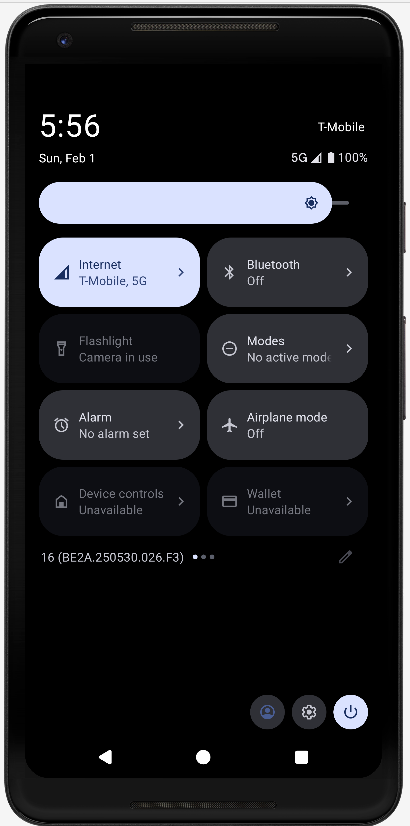 5:56
T-Mobile
Sun, Feb 1
5G 100%
Internet
T-Mobile, 5G
Bluetooth
Off
Flashlight
Camera in use
Modes
No active mode
Alarm
No alarm set
Airplane mode
Off
Device controls
Unavailable
Wallet
Unavailable
16 (BE2A.250530.026.F3)